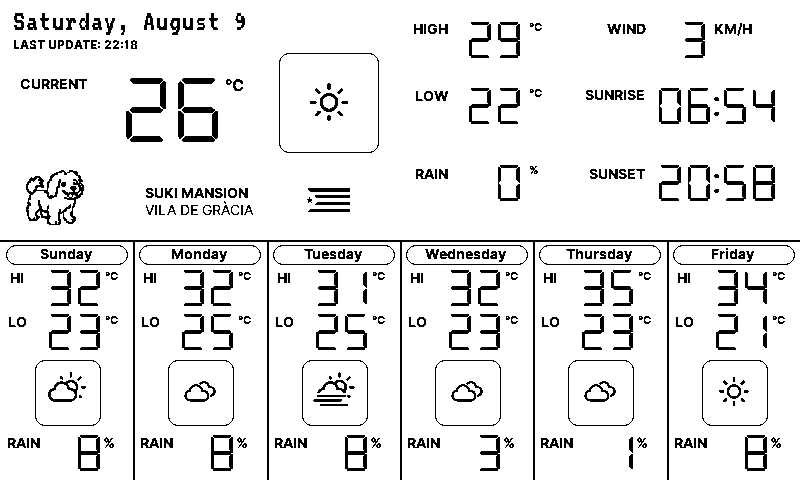 Saturday, August 9
LAST UPDATE: 22:18
CURRENT 26 °C
HIGH 29 °C
LOW 22 °C
RAIN 0 %
WIND 3 KM/H
SUNRISE 06:54
SUNSET 20:58
SUKI MANSION
VILA DE GRÀCIA
Sunday
HI 32 °C
LO 23 °C
RAIN 8 %
Monday
HI 32 °C
LO 25 °C
RAIN 8 %
Tuesday
HI 31 °C
LO 25 °C
RAIN 8 %
Wednesday
HI 32 °C
LO 23 °C
RAIN 3 %
Thursday
HI 35 °C
LO 23 °C
RAIN 1 %
Friday
HI 34 °C
LO 21 °C
RAIN 8 %